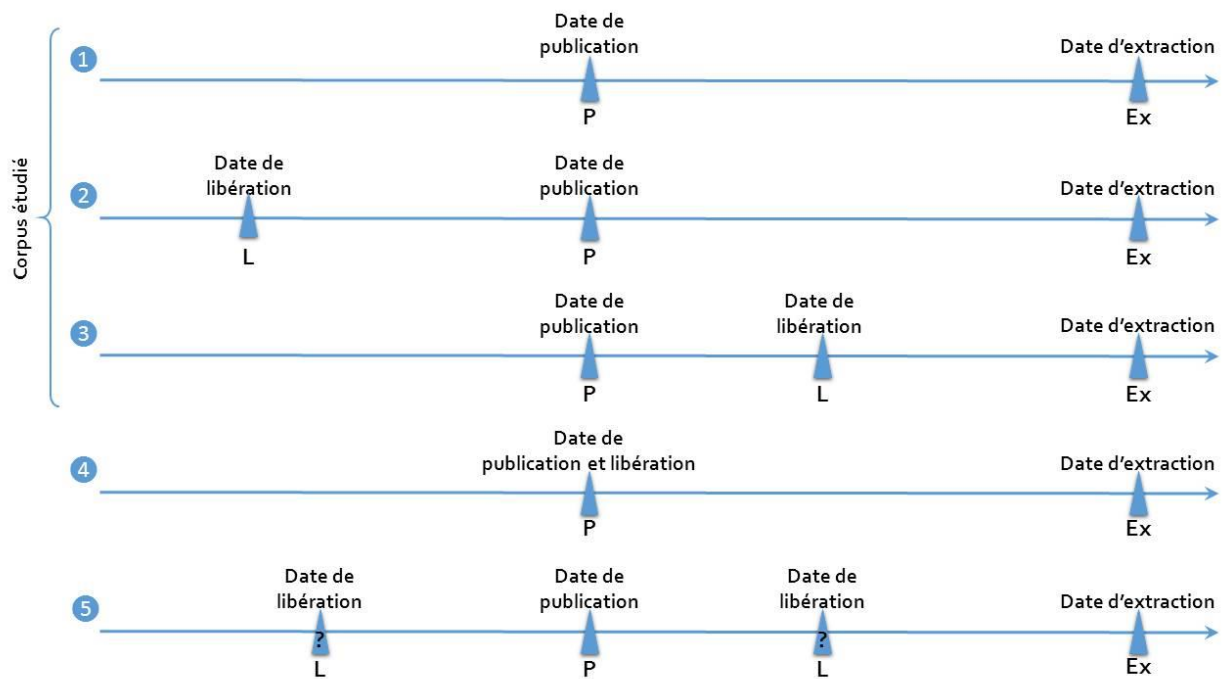 Corpus étudié
1
Date de
publication
Date d'extraction
P
Ex
2
Date de
libération
Date de
publication
Date d'extraction
L
P
Ex
3
Date de
publication
Date de
libération
Date d'extraction
P
L
Ex
4
Date de
publication et libération
Date d'extraction
P
Ex
5
Date de
libération
Date de
publication
Date de
libération
Date d'extraction
?
?
L
P
L
Ex